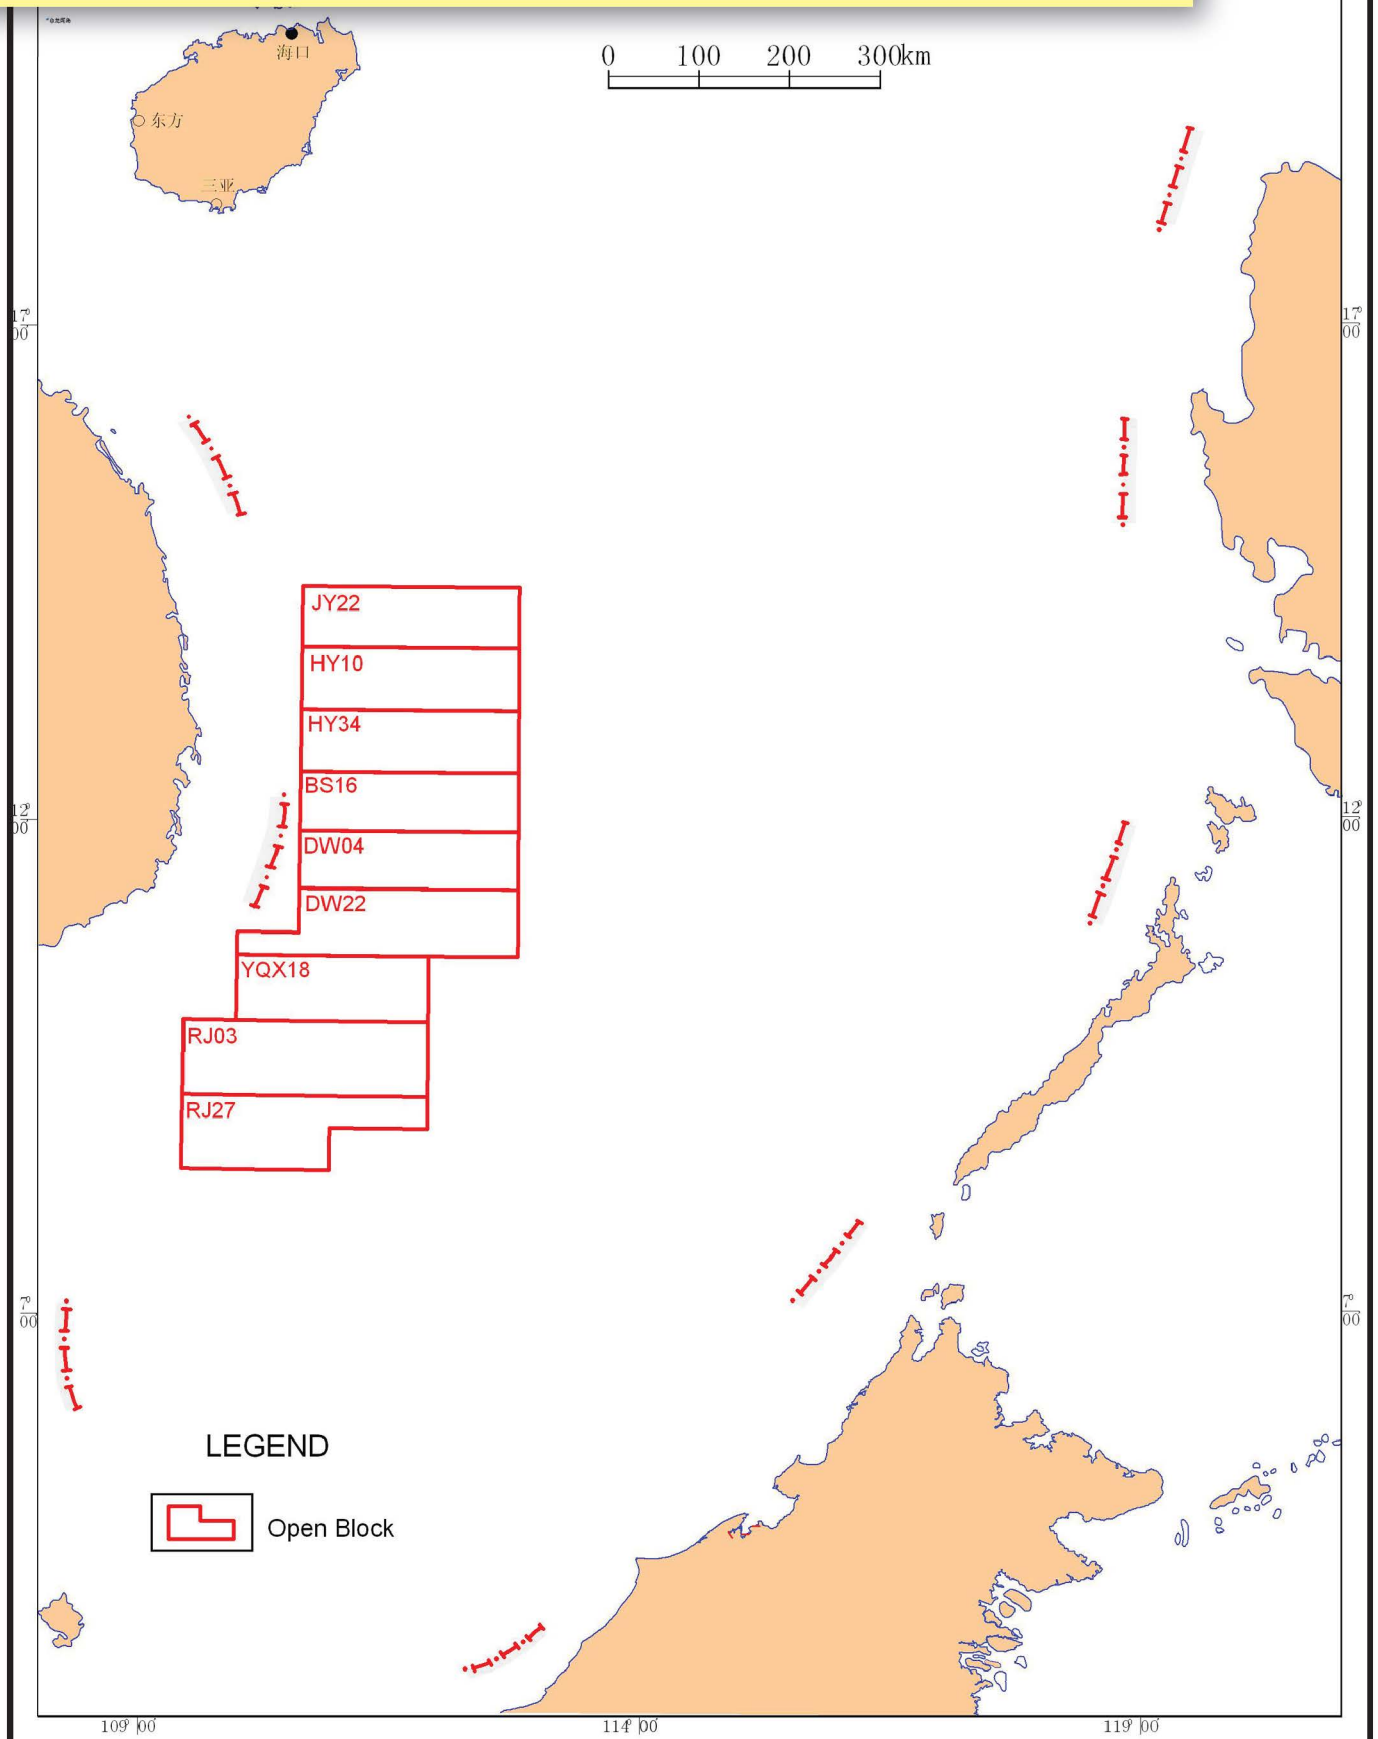 海口
0 100 200 300km
东方
三亚
17° 00
17° 00
JY22
HY10
HY34
BS16
12° 00
12° 00
DW04
DW22
YQX18
RJ03
RJ27
7° 00
7° 00
LEGEND
Open Block
109° 00
114° 00
119° 00